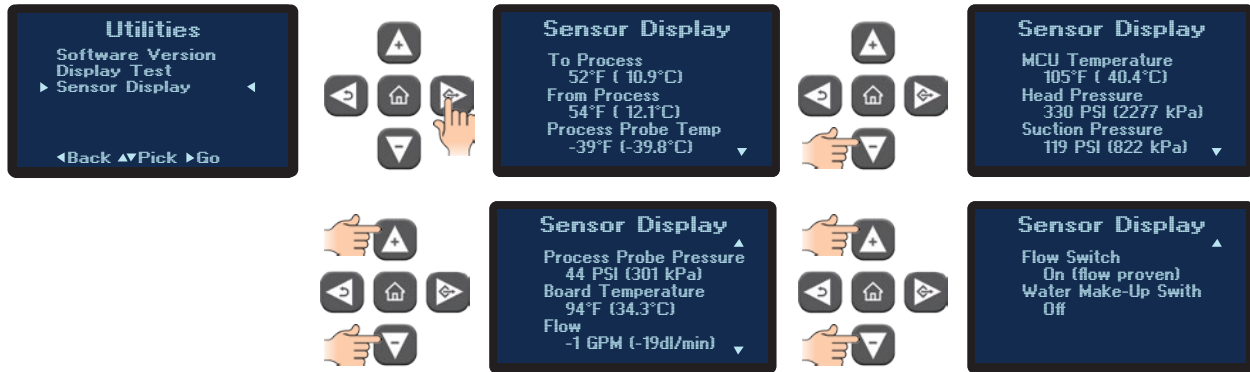 Utilities
Software Version
Display Test
▶ Sensor Display ◀
◀Back ▲▼Pick ▶Go
Sensor Display
To Process
52°F ( 10.9°C)
From Process
54°F ( 12.1°C)
Process Probe Temp
-39°F (-39.8°C) ▼
Sensor Display
MCU Temperature
105°F ( 40.4°C)
Head Pressure
330 PSI (2277 kPa)
Suction Pressure
119 PSI (822 kPa) ▼
Sensor Display
▲
Process Probe Pressure
44 PSI (301 kPa)
Board Temperature
94°F (34.3°C)
Flow
-1 GPM (-19dl/min) ▼
Sensor Display
▲
Flow Switch
On (flow proven)
Water Make-Up Swith
Off